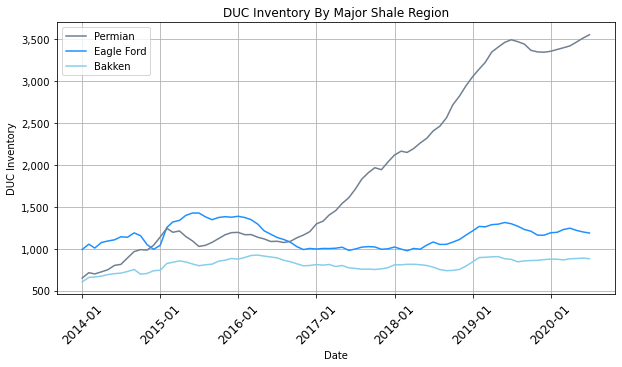 DUC Inventory By Major Shale Region
Permian
Eagle Ford
Bakken
3,500
3,000
2,500
2,000
1,500
1,000
500
DUC Inventory
2014-01
2015-01
2016-01
2017-01
2018-01
2019-01
2020-01
Date